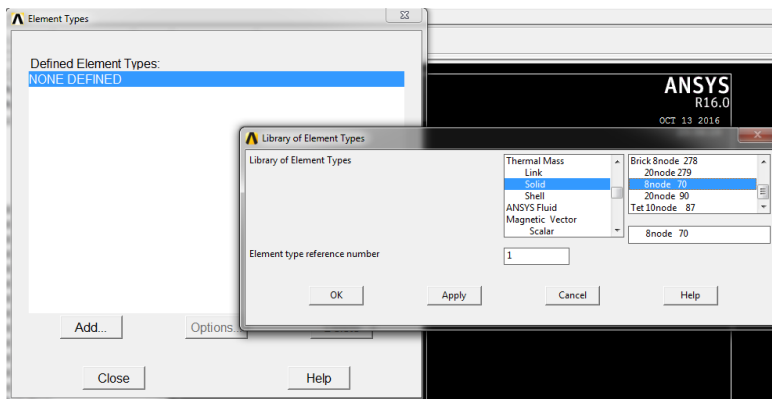 Element Types
Defined Element Types:
NONE DEFINED
ANSYS
R16.0
OCT 13 2016
Library of Element Types
Library of Element Types
Thermal Mass
Link
Solid
Shell
ANSYS Fluid
Magnetic Vector
Scalar
Brick 8node 278
20node 279
8node 70
20node 90
Tet 10node 87
8node 70
Element type reference number
1
OK
Apply
Cancel
Help
Add...
Options...
Close
Help